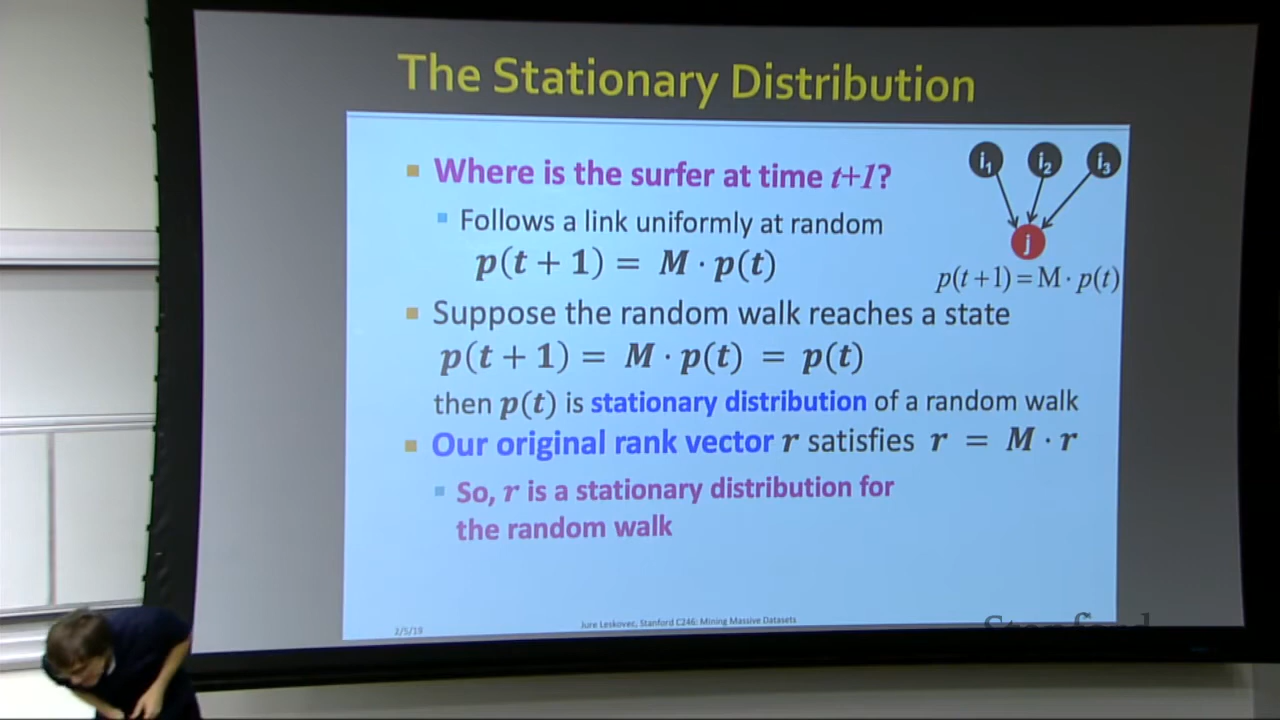 The Stationary Distribution
Where is the surfer at time t+1?
Follows a link uniformly at random
p(t + 1) = M · p(t)
i₁ i₂ i₃
j
p(t+1) = M · p(t)
Suppose the random walk reaches a state
p(t + 1) = M · p(t) = p(t)
then p(t) is stationary distribution of a random walk
Our original rank vector r satisfies r = M · r
So, r is a stationary distribution for
the random walk
2/5/19
Jure Leskovec, Stanford C246: Mining Massive Datasets
Stanford